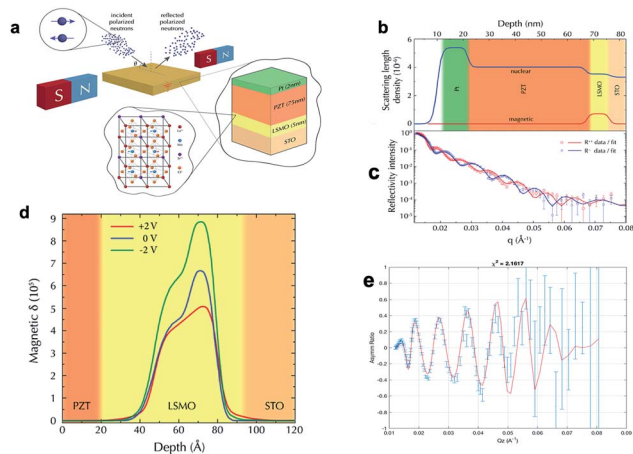 a
incident
polarized
neutrons
reflected
polarized
neutrons
θ
S N
S N
Pt (2nm)
PZT (75nm)
LSMO (5nm)
STO
b
Depth (nm)
10 20 30 40 50 60 70 80
Scattering length
density (10⁻⁶)
5
4
3
2
1
0
nuclear
magnetic
Pt
PZT
LSMO
STO
c
Reflectivity intensity
10⁰
10⁻¹
10⁻²
10⁻³
10⁻⁴
10⁻⁵
R⁺⁺ data / fit
R⁻⁻ data / fit
0.01 0.02 0.03 0.04 0.05 0.06 0.07 0.08
q (Å⁻¹)
d
Magnetic δ (10⁵)
9
8
7
6
5
4
3
2
1
0
+2 V
0 V
-2 V
PZT LSMO STO
0 20 40 60 80 100 120
Depth (Å)
e
χ² = 2.1617
Asymm Ratio
1
0.8
0.6
0.4
0.2
0
-0.2
-0.4
-0.6
-0.8
-1
0.01 0.02 0.03 0.04 0.05 0.06 0.07 0.08 0.09
Qz (A⁻¹)